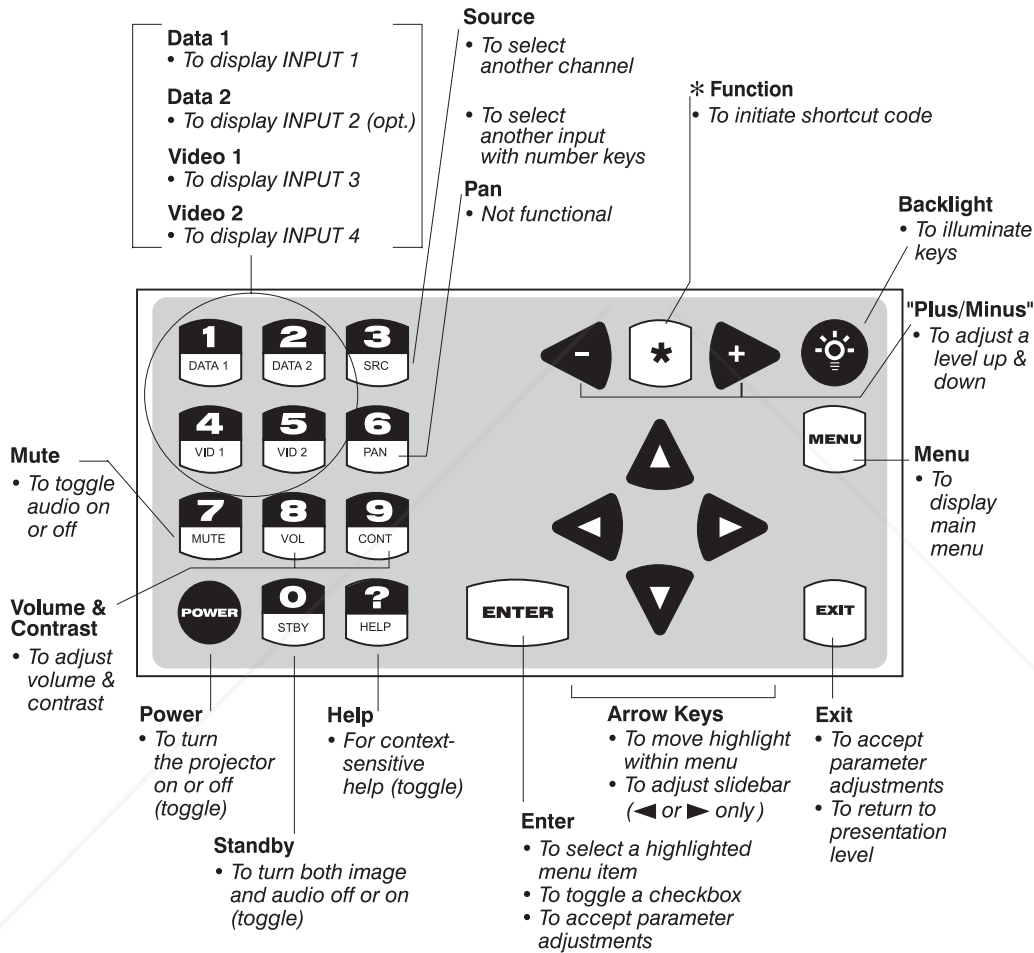 Data 1
• To display INPUT 1
Data 2
• To display INPUT 2 (opt.)
Video 1
• To display INPUT 3
Video 2
• To display INPUT 4
Source
• To select
another channel
• To select
another input
with number keys
Pan
• Not functional
* Function
• To initiate shortcut code
Backlight
• To illuminate
keys
"Plus/Minus"
• To adjust a
level up &
down
Menu
• To
display
main
menu
Mute
• To toggle
audio on
or off
Volume &
Contrast
• To adjust
volume &
contrast
1
DATA 1
2
DATA 2
3
SRC
-
*
+
4
VID 1
5
VID 2
6
PAN
MENU
7
MUTE
8
VOL
9
CONT
POWER
0
STBY
?
HELP
ENTER
EXIT
Power
• To turn
the projector
on or off
(toggle)
Standby
• To turn both image
and audio off or on
(toggle)
Help
• For context-
sensitive
help (toggle)
Enter
• To select a highlighted
menu item
• To toggle a checkbox
• To accept parameter
adjustments
Arrow Keys
• To move highlight
within menu
• To adjust slidebar
(◄ or ► only)
Exit
• To accept
parameter
adjustments
• To return to
presentation
level